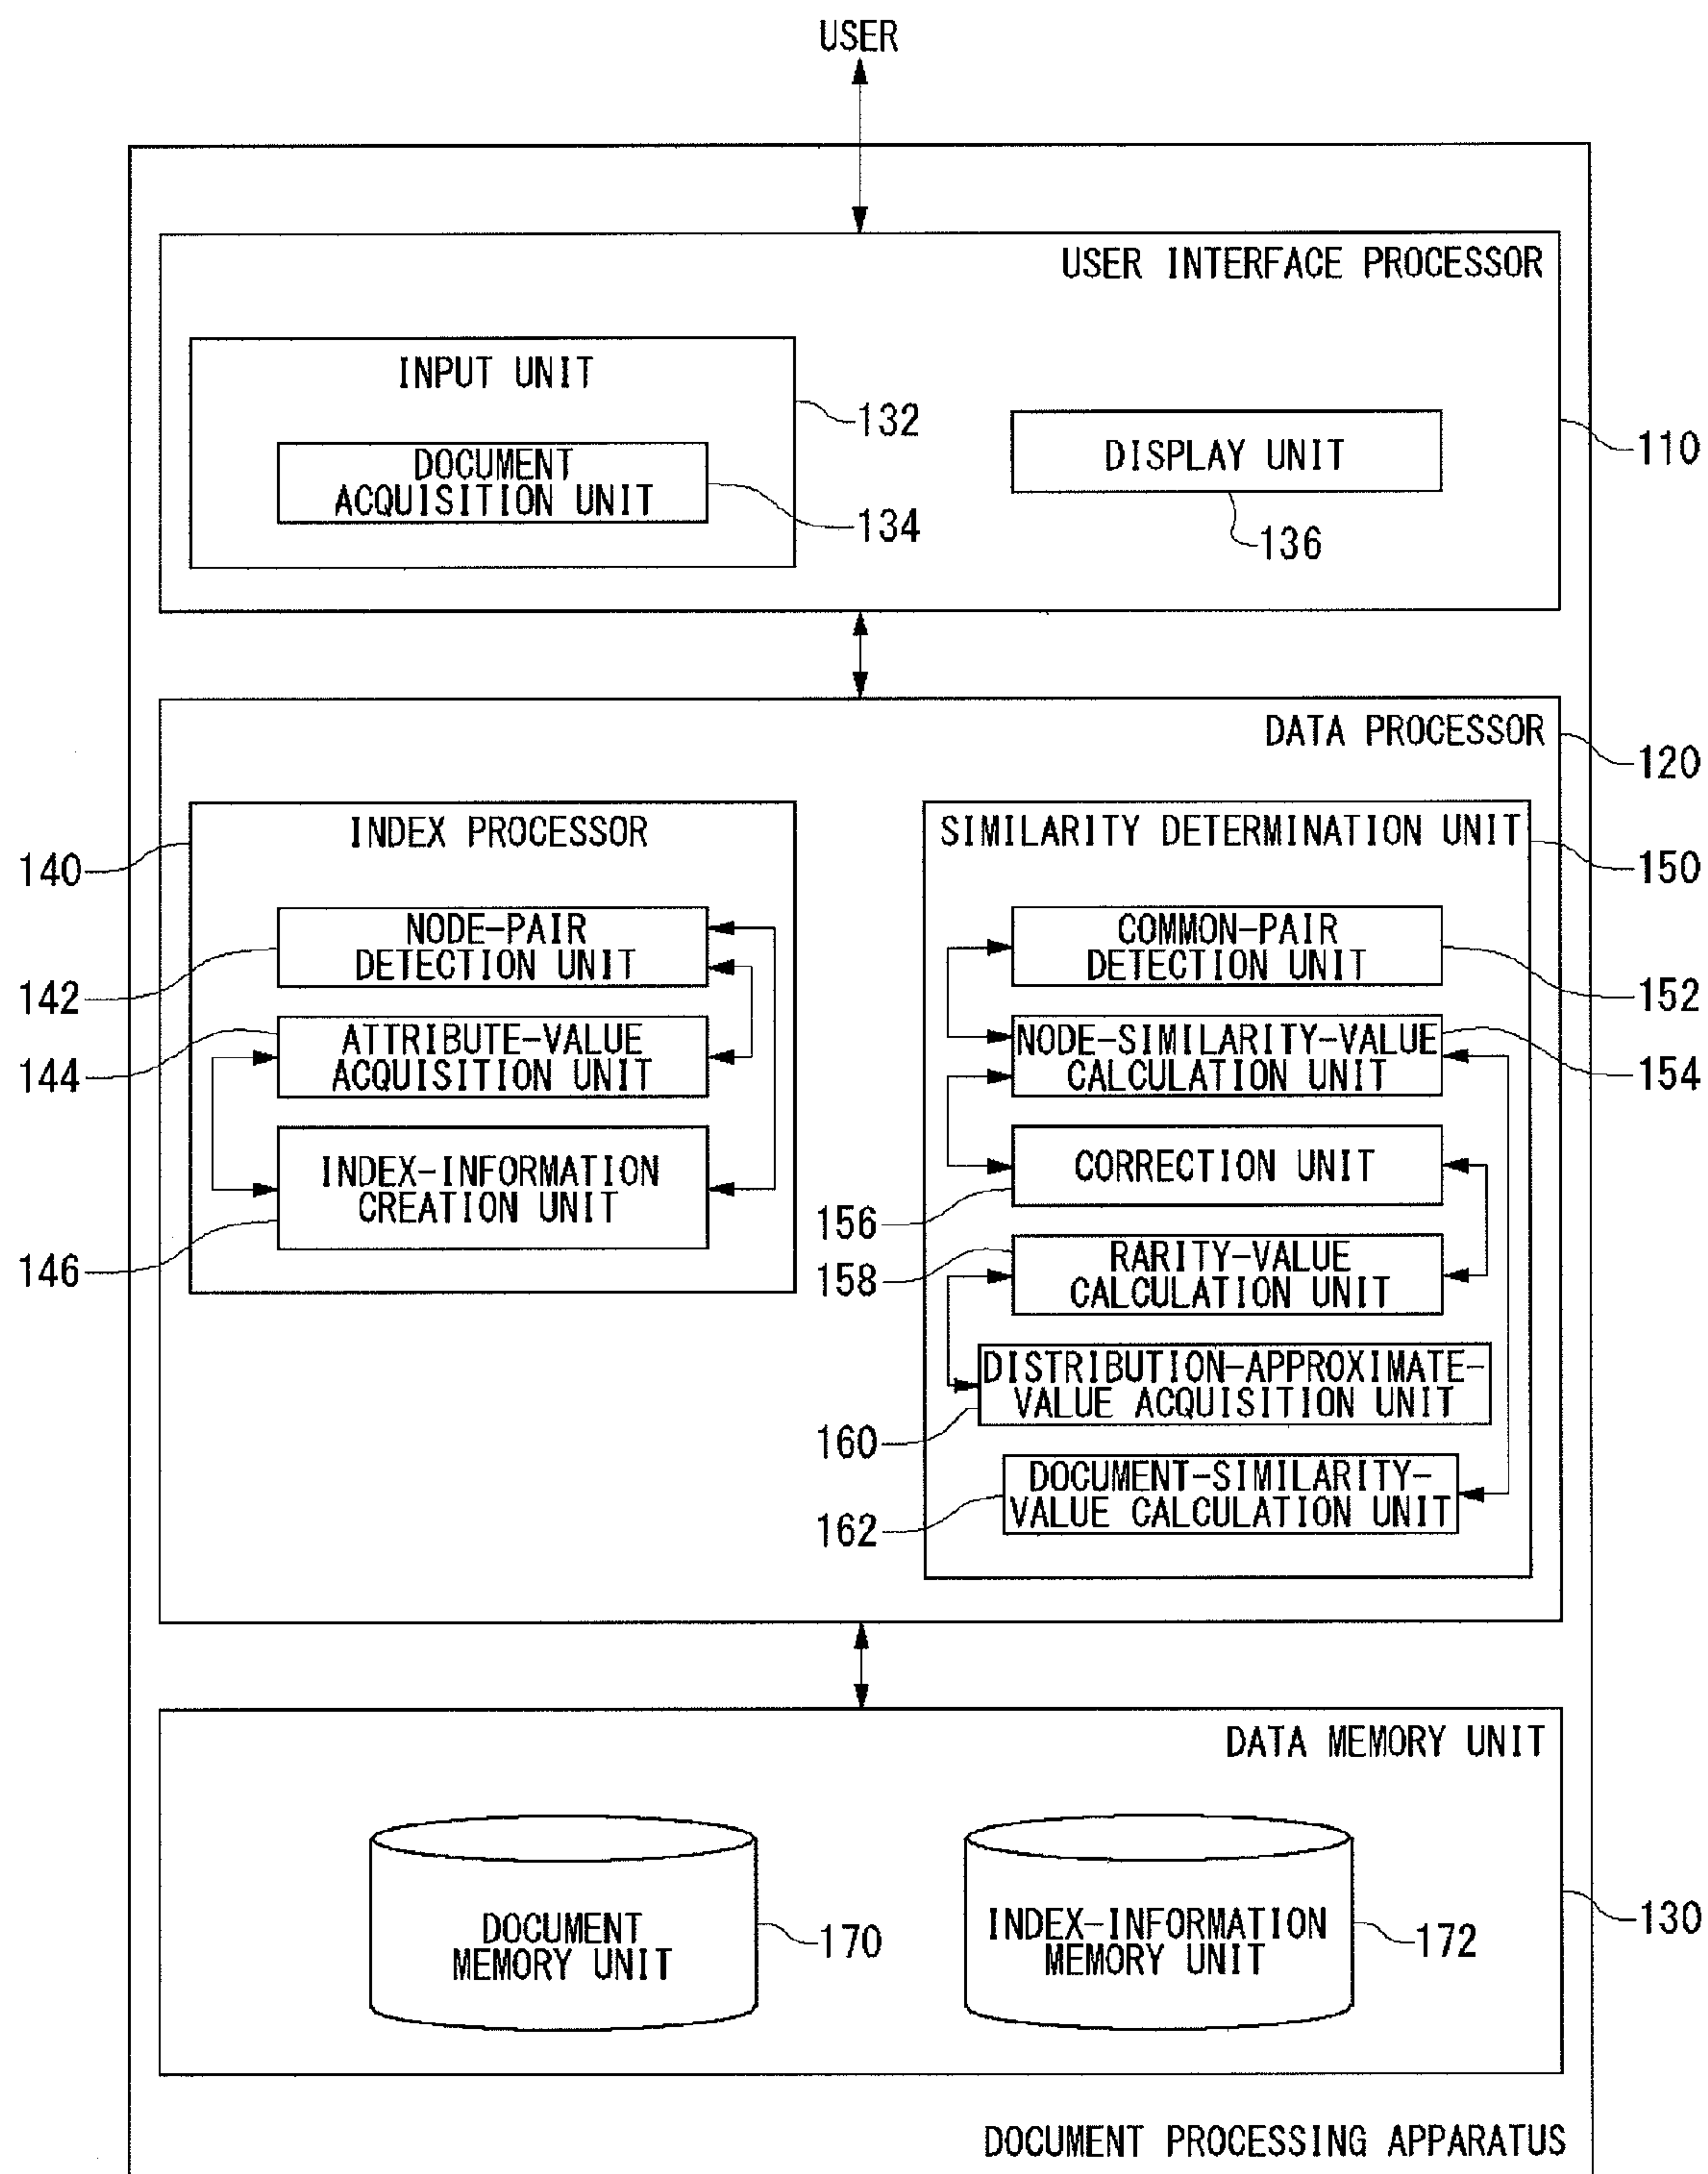 USER
USER INTERFACE PROCESSOR
INPUT UNIT
132
DOCUMENT
ACQUISITION UNIT
134
DISPLAY UNIT
136
110
DATA PROCESSOR
120
INDEX PROCESSOR
140
NODE-PAIR
DETECTION UNIT
142
ATTRIBUTE-VALUE
ACQUISITION UNIT
144
INDEX-INFORMATION
CREATION UNIT
146
SIMILARITY DETERMINATION UNIT
150
COMMON-PAIR
DETECTION UNIT
152
NODE-SIMILARITY-VALUE
CALCULATION UNIT
154
CORRECTION UNIT
156
RARITY-VALUE
CALCULATION UNIT
158
DISTRIBUTION-APPROXIMATE-
VALUE ACQUISITION UNIT
160
DOCUMENT-SIMILARITY-
VALUE CALCULATION UNIT
162
DATA MEMORY UNIT
130
DOCUMENT
MEMORY UNIT
170
INDEX-INFORMATION
MEMORY UNIT
172
DOCUMENT PROCESSING APPARATUS